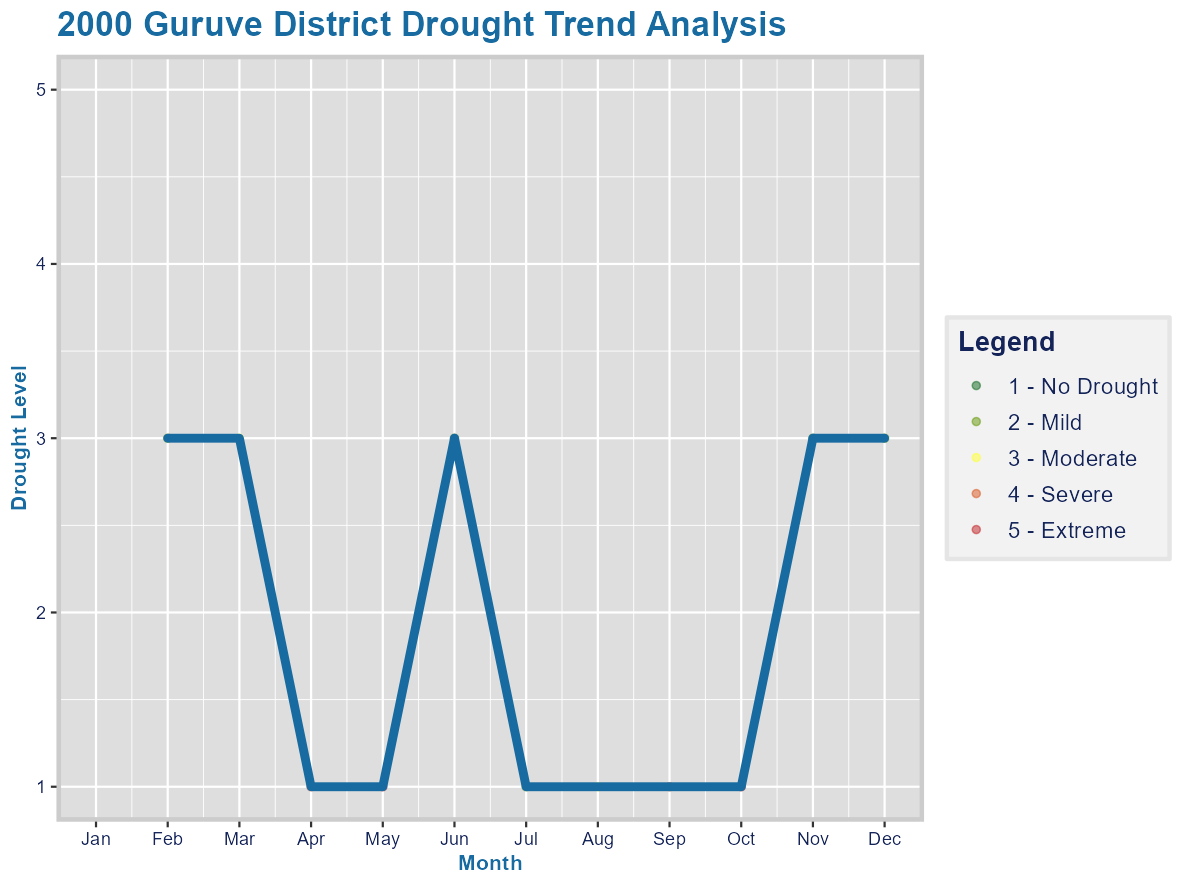 2000 Guruve District Drought Trend Analysis
5
4
3
2
1
Drought Level
Jan Feb Mar Apr May Jun Jul Aug Sep Oct Nov Dec
Month
Legend
1 - No Drought
2 - Mild
3 - Moderate
4 - Severe
5 - Extreme